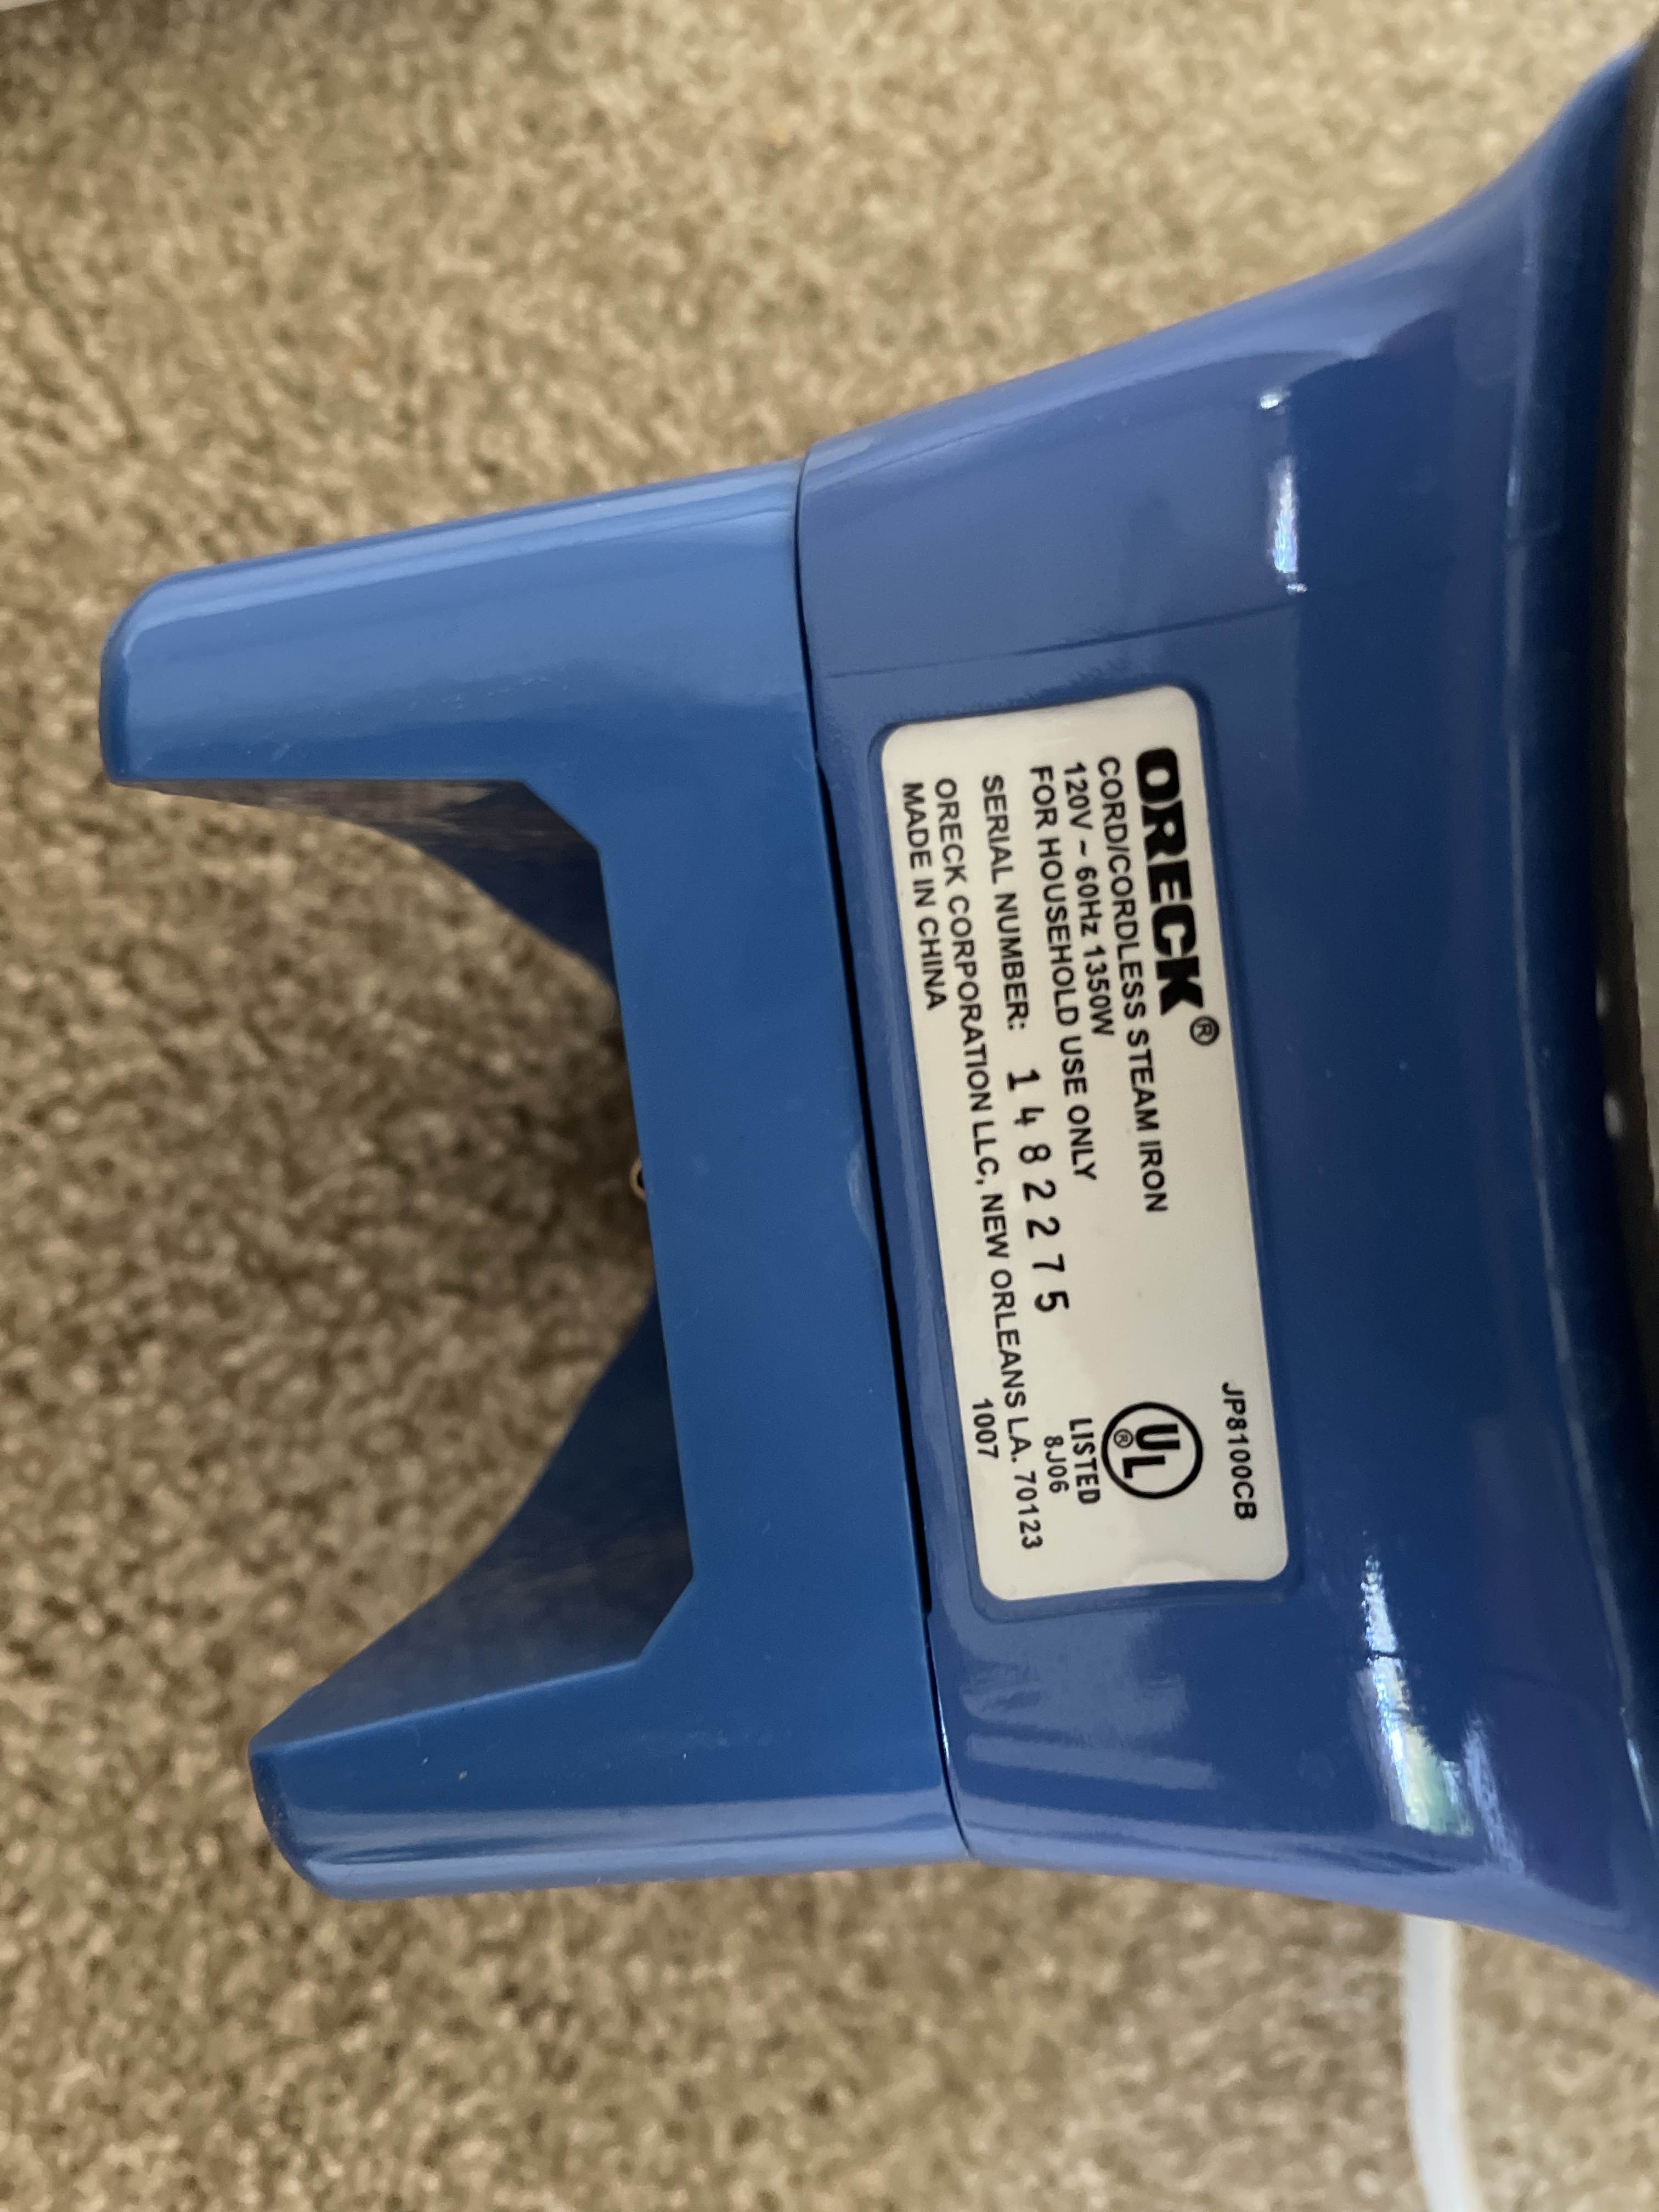 ORECK®
JP8100CB
CORD/CORDLESS STEAM IRON
120V ~ 60Hz 1350W
FOR HOUSEHOLD USE ONLY
UL®
LISTED
8J06
SERIAL NUMBER: 1482275
ORECK CORPORATION LLC, NEW ORLEANS LA. 70123
MADE IN CHINA
1007